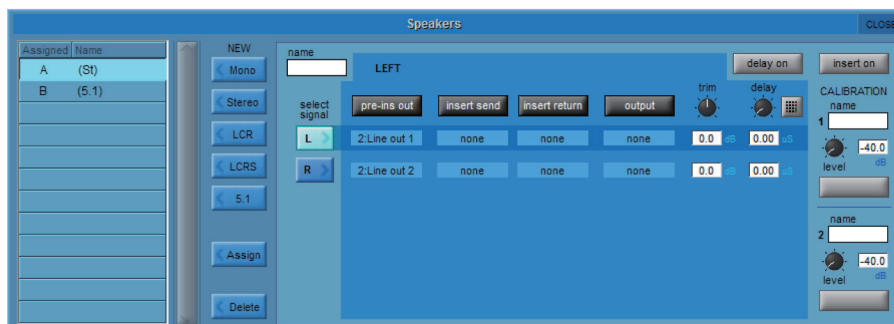 Speakers
CLOSE
Assigned Name
A (St)
B (5.1)
NEW
Mono
Stereo
LCR
LCRS
5.1
Assign
Delete
name
LEFT
delay on
select signal
pre-ins out
insert send
insert return
output
trim
delay
L
2:Line out 1
none
none
none
0.0 dB
0.00 uS
R
2:Line out 2
none
none
none
0.0 dB
0.00 uS
insert on
CALIBRATION
name
1
-40.0
level
dB
name
2
-40.0
level
dB